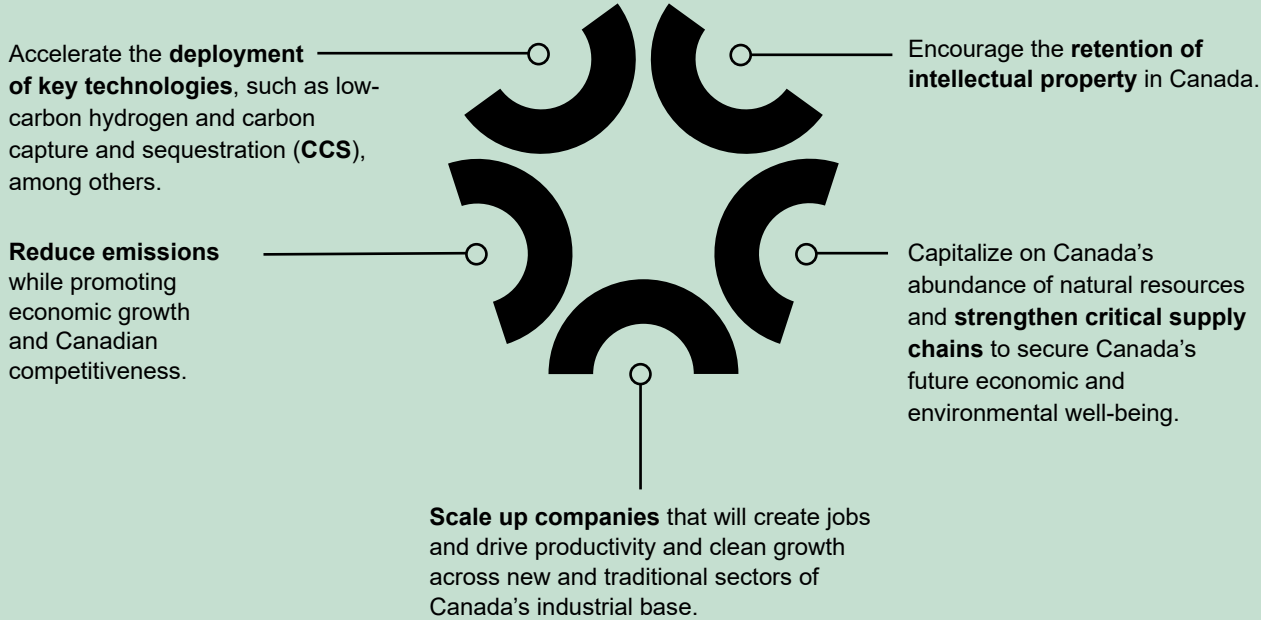 Accelerate the deployment
of key technologies, such as low-
carbon hydrogen and carbon
capture and sequestration (CCS),
among others.
Reduce emissions
while promoting
economic growth
and Canadian
competitiveness.
Scale up companies that will create jobs
and drive productivity and clean growth
across new and traditional sectors of
Canada’s industrial base.
Encourage the retention of
intellectual property in Canada.
Capitalize on Canada’s
abundance of natural resources
and strengthen critical supply
chains to secure Canada’s
future economic and
environmental well-being.